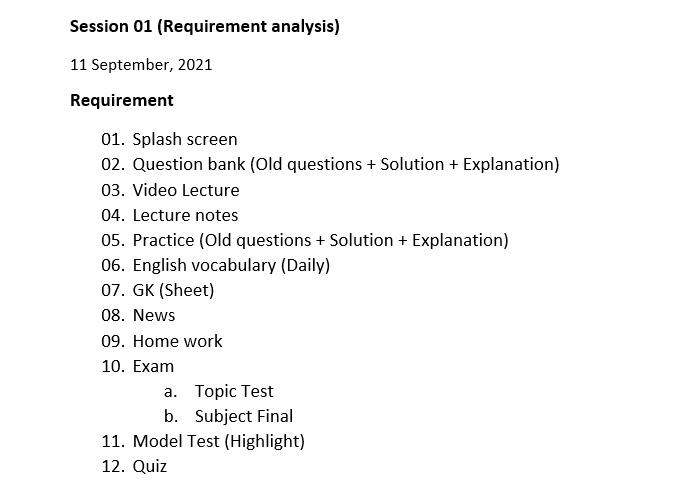 Session 01 (Requirement analysis)
11 September, 2021
Requirement
01. Splash screen
02. Question bank (Old questions + Solution + Explanation)
03. Video Lecture
04. Lecture notes
05. Practice (Old questions + Solution + Explanation)
06. English vocabulary (Daily)
07. GK (Sheet)
08. News
09. Home work
10. Exam
a. Topic Test
b. Subject Final
11. Model Test (Highlight)
12. Quiz